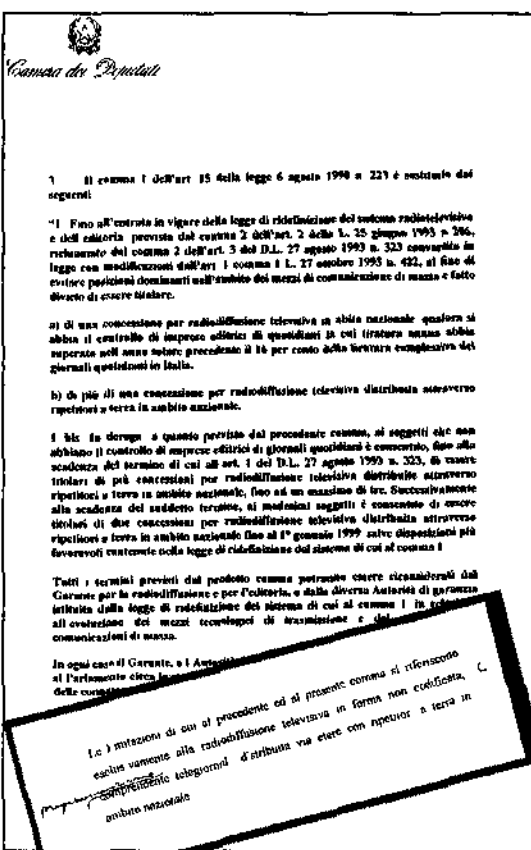 Camera dei Deputati
3 Il comma 1 dell'art 15 della legge 6 agosto 1990 n 223 è sostituito dai
seguenti
"1 Fino all'entrata in vigore della legge di ridefinizione del sistema radiotelevisivo
e dell editoria prevista dal comma 2 dell'art. 2 della L. 25 giugno 1993 n 206,
richiamato dal comma 2 dell'art. 3 del D.L. 27 agosto 1993 n. 323 convertito in
legge con modificazioni dall'art 1 comma 1 L. 27 ottobre 1993 n. 422, al fine di
evitare posizioni dominanti nell'ambito dei mezzi di comunicazione di massa è fatto
divieto di essere titolare.
a) di una concessione per radiodiffusione televisiva in ambito nazionale qualora si
abbia il controllo di imprese editrici di quotidiani la cui tiratura annua abbia
superato nell anno solare precedente il 16 per cento della tiratura complessiva dei
giornali quotidiani in Italia.
b) di più di una concessione per radiodiffusione televisiva distribuita attraverso
ripetitori a terra in ambito nazionale.
1 bis In deroga a quanto previsto dal precedente comma, ai soggetti che non
abbiano il controllo di imprese editrici di giornali quotidiani è consentito, fino alla
scadenza del termine di cui all art. 1 del D.L. 27 agosto 1993 n. 323, di essere
titolari di più concessioni per radiodiffusione televisiva distribuite attraverso
ripetitori a terra in ambito nazionale, fino ad un massimo di tre. Successivamente
alla scadenza del suddetto termine, ai medesimi soggetti è consentito di essere
titolari di due concessioni per radiodiffusione televisiva distribuita attraverso
ripetitori a terra in ambito nazionale fino al 1° gennaio 1999 salve disposizioni più
favorevoli contenute nella legge di ridefinizione del sistema di cui al comma 1
Tutti i termini previsti dal predetto comma potranno essere riconsiderati dal
Garante per la radiodiffusione e per l'editoria, o dalla diversa Autorità di garanzia
istituita dalla legge di ridefinizione del sistema di cui al comma 1 in
all evoluzione dei mezzi tecnologici di trasmissione e
comunicazioni di massa.
In ogni caso il Garante, o l
al Parlamento circa
delle
Le limitazioni di cui al precedente ed al presente comma si riferiscono
esclusivamente alla radiodiffusione televisiva in forma non codificata,
comprendente telegiornal distribuita via etere con ripetitor a terra in
ambito nazionale